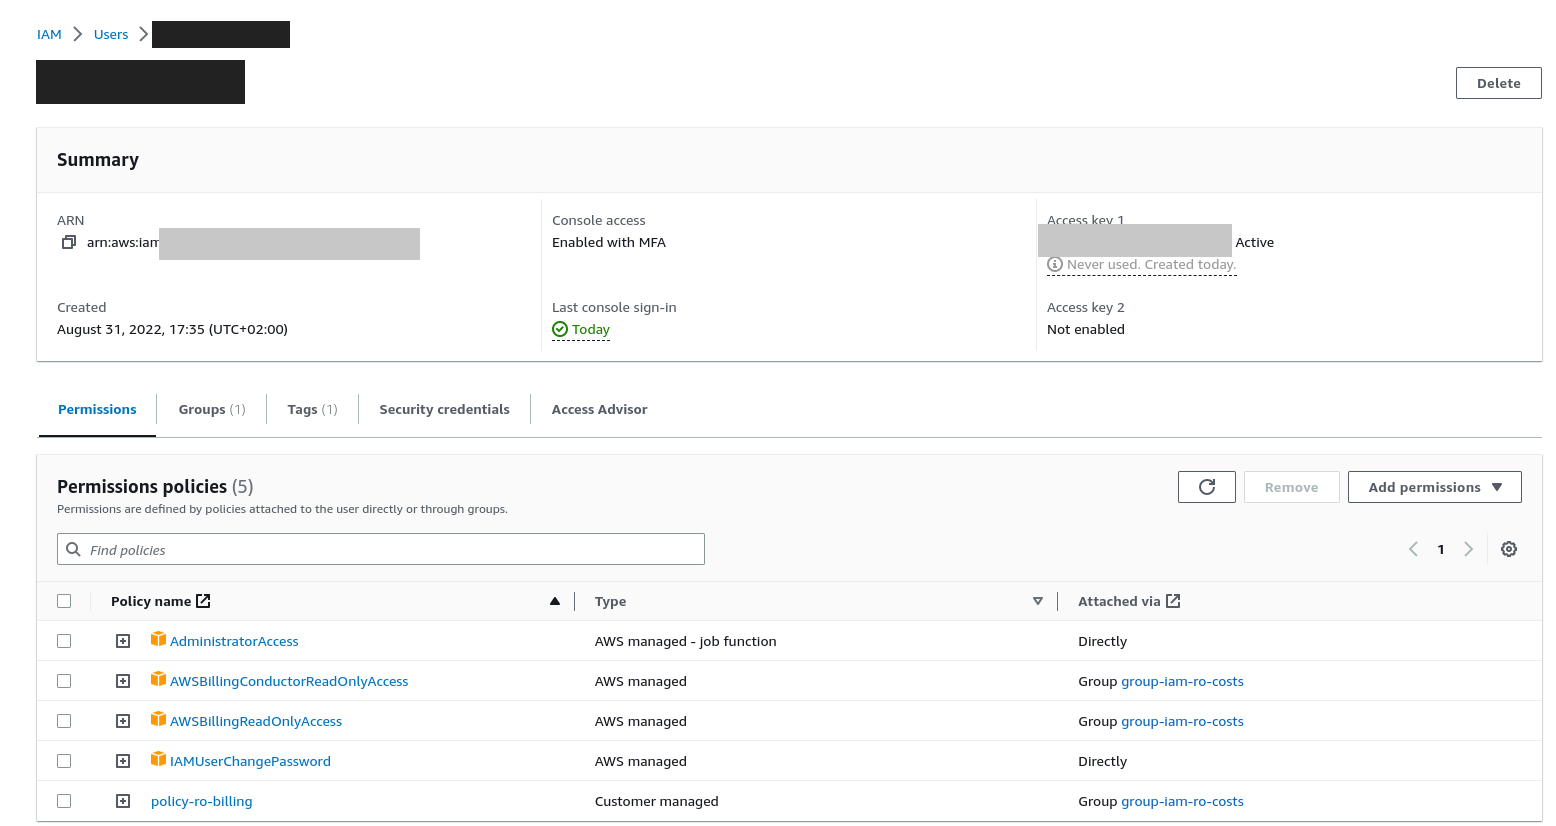 IAM > Users >
Delete
Summary
ARN
arn:aws:iam
Console access
Enabled with MFA
Access key 1
Active
Never used. Created today.
Created
August 31, 2022, 17:35 (UTC+02:00)
Last console sign-in
Today
Access key 2
Not enabled
Permissions
Groups (1)
Tags (1)
Security credentials
Access Advisor
Permissions policies (5)
Permissions are defined by policies attached to the user directly or through groups.
Remove
Add permissions
Find policies
1
Policy name Type Attached via
AdministratorAccess AWS managed - job function Directly
AWSBillingConductorReadOnlyAccess AWS managed Group group-iam-ro-costs
AWSBillingReadOnlyAccess AWS managed Group group-iam-ro-costs
IAMUserChangePassword AWS managed Directly
policy-ro-billing Customer managed Group group-iam-ro-costs